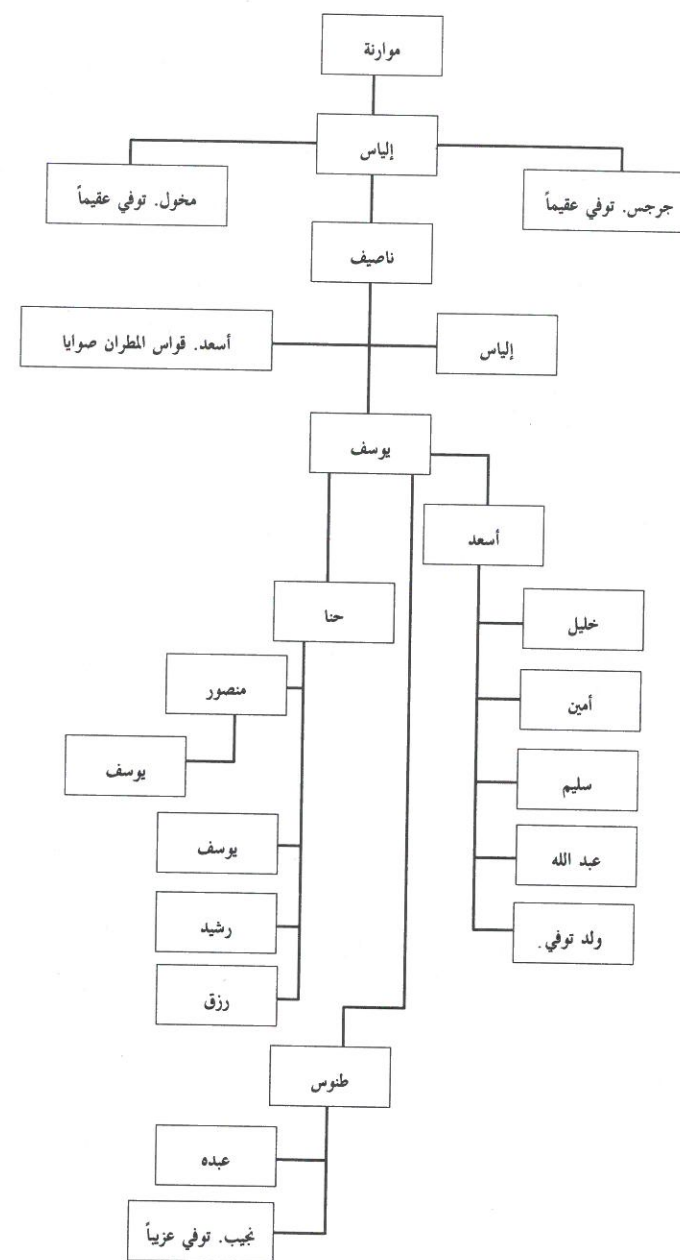 موارنة
إلياس
جرجس. توفي عقيماً
مخول. توفي عقيماً
ناصيف
إلياس
أسعد. قواس المطران صوايا
يوسف
أسعد
خليل
أمين
سليم
عبد الله
ولد توفي.
حنا
منصور
يوسف
يوسف
رشيد
رزق
طنوس
عبده
نجيب. توفي عزيباً